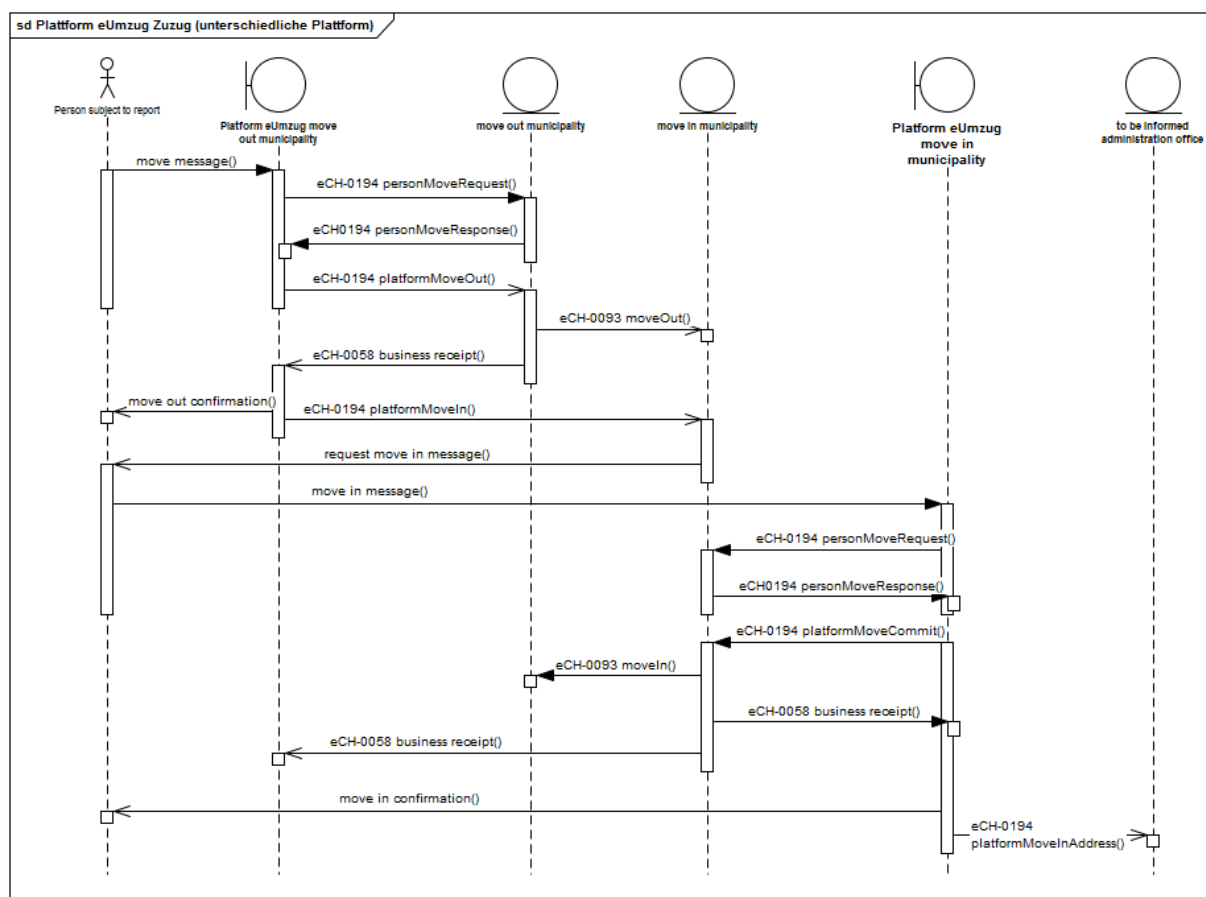 sd Plattform eUmzug Zuzug (unterschiedliche Plattform)
Person subject to report
Platform eUmzug move
out municipality
move out municipality
move in municipality
Platform eUmzug
move in
municipality
to be informed
administration office
move message()
eCH-0194 personMoveRequest()
eCH0194 personMoveResponse()
eCH-0194 platformMoveOut()
eCH-0093 moveOut()
eCH-0058 business receipt()
move out confirmation()
eCH-0194 platformMoveIn()
request move in message()
move in message()
eCH-0194 personMoveRequest()
eCH0194 personMoveResponse()
eCH-0194 platformMoveCommit()
eCH-0093 moveIn()
eCH-0058 business receipt()
eCH-0058 business receipt()
move in confirmation()
eCH-0194
platformMoveInAddress()